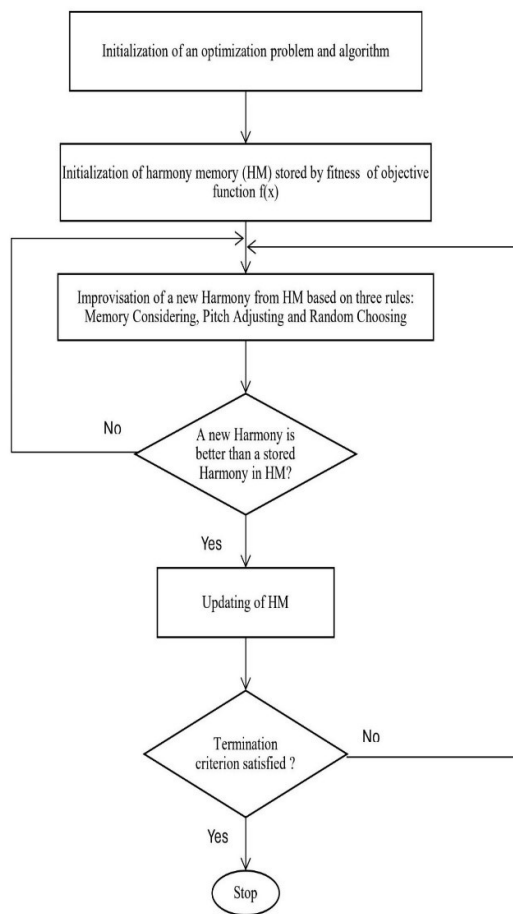 Initialization of an optimization problem and algorithm
Initialization of harmony memory (HM) stored by fitness of objective
function f(x)
Improvisation of a new Harmony from HM based on three rules:
Memory Considering, Pitch Adjusting and Random Choosing
No
A new Harmony is
better than a stored
Harmony in HM?
Yes
Updating of HM
Termination
criterion satisfied ?
No
Yes
Stop